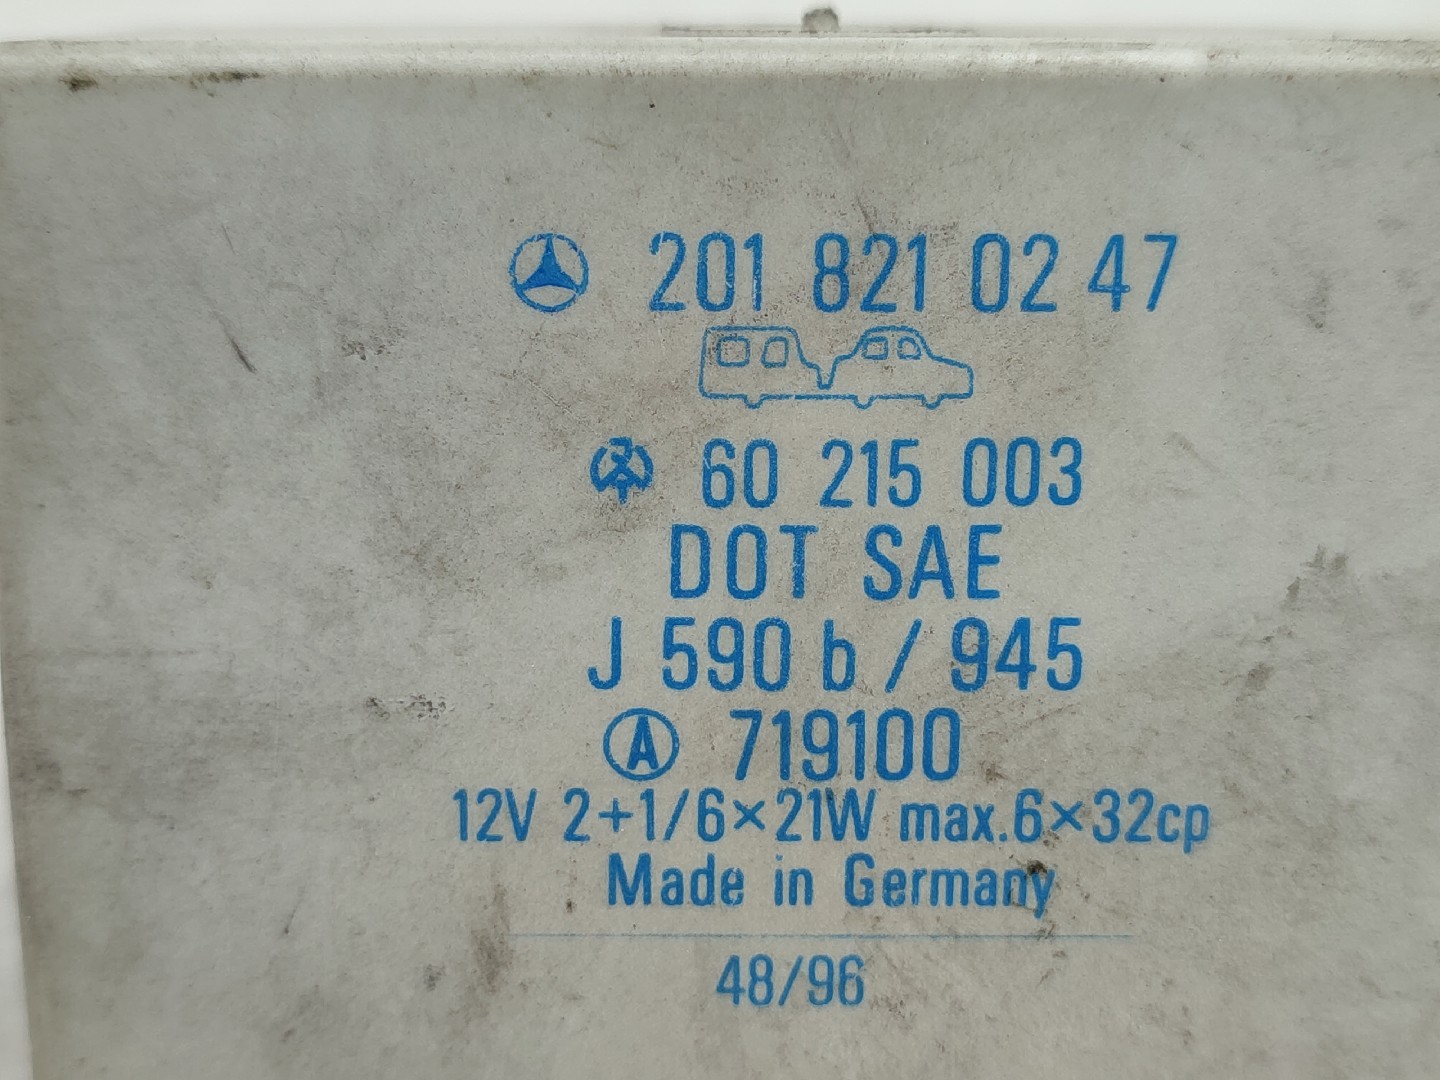 201 821 02 47
60 215 003
DOT SAE
J 590 b / 945
A 719100
12V 2+1/6×21W max.6×32cp
Made in Germany
48/96